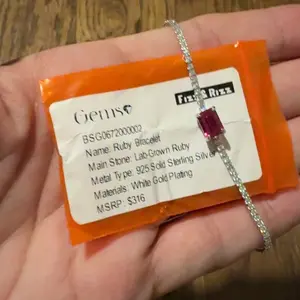 Gems
Fizz & Rizz
BSG0672000002
Name: Ruby Bracelet
Main Stone: Lab Grown Ruby
Metal Type: 925 Solid Sterling Silver
Materials: White Gold Plating
MSRP: $316